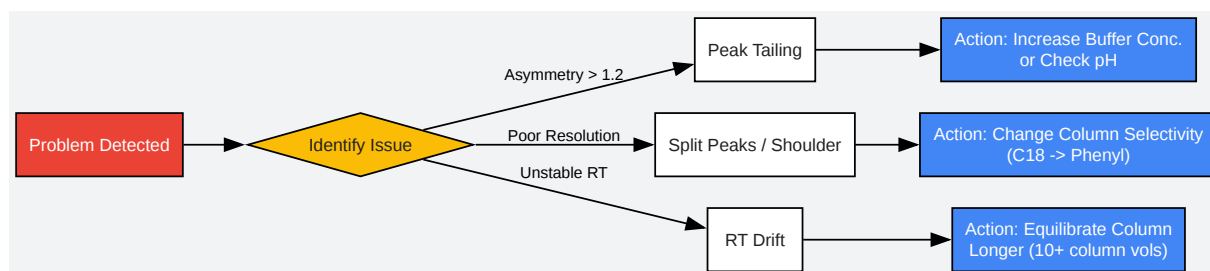 Problem Detected
Identify Issue
Asymmetry > 1.2
Peak Tailing
Action: Increase Buffer Conc.
or Check pH
Poor Resolution
Split Peaks / Shoulder
Action: Change Column Selectivity
(C18 -> Phenyl)
Unstable RT
RT Drift
Action: Equilibrate Column
Longer (10+ column vols)